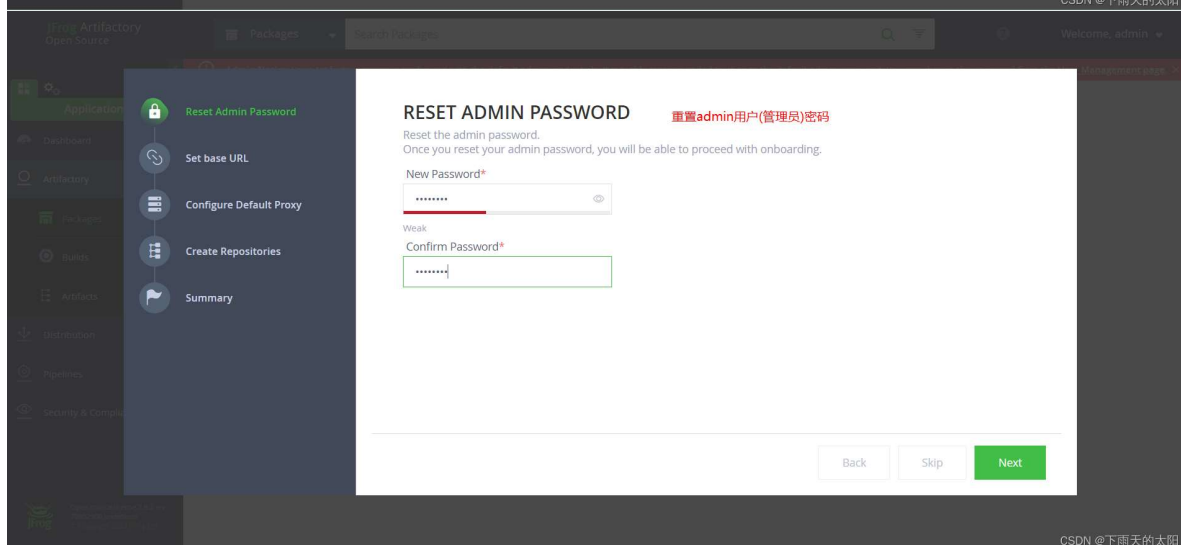 CSDN @下雨天的太阳
JFrog Artifactory
Open Source
Packages
Search Packages
Welcome, admin
Management page.
Application
Dashboard
Artifactory
Packages
Builds
Artifacts
Distribution
Pipelines
Security & Complia
JFrog
Reset Admin Password
Set base URL
Configure Default Proxy
Create Repositories
Summary
RESET ADMIN PASSWORD
重置admin用户(管理员)密码
Reset the admin password.
Once you reset your admin password, you will be able to proceed with onboarding.
New Password*
••••••••
Weak
Confirm Password*
••••••••
Back
Skip
Next
CSDN @下雨天的太阳